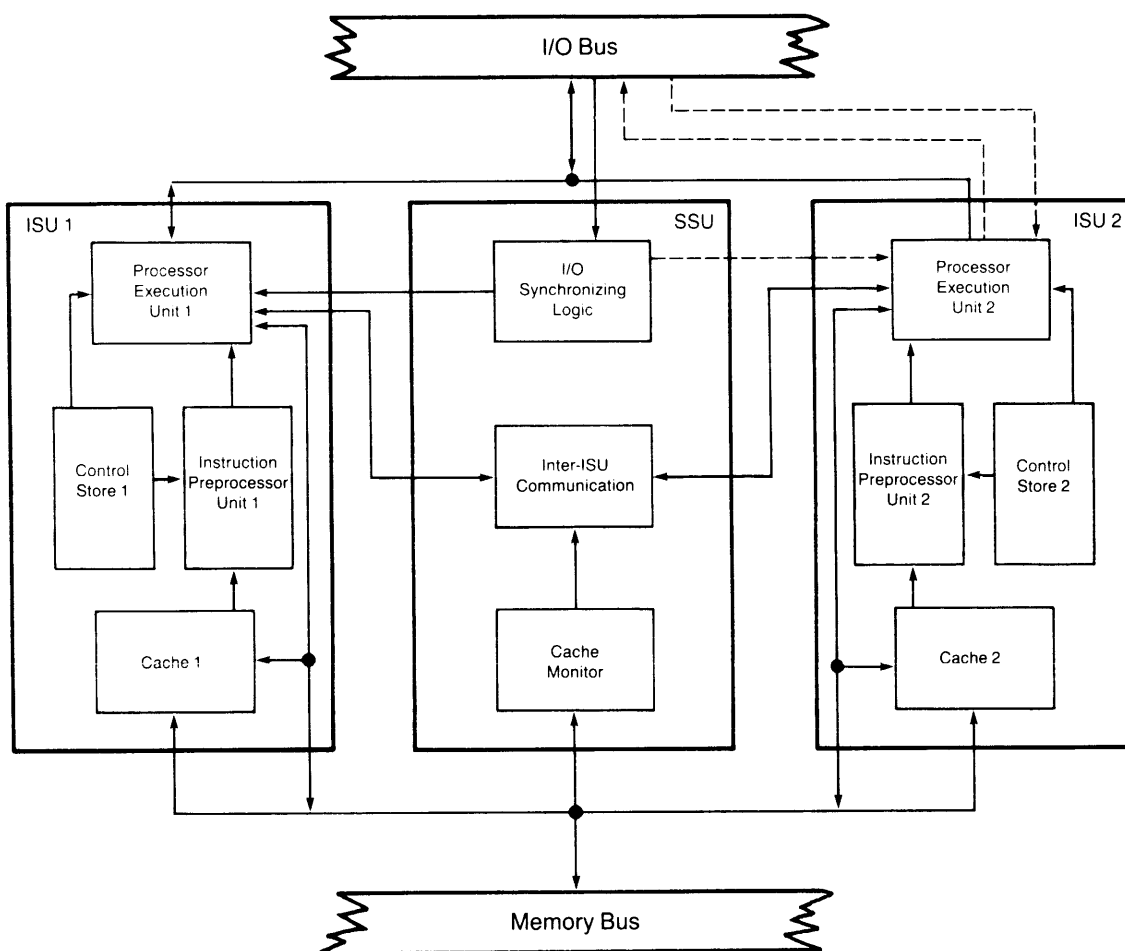 I/O Bus
ISU 1
SSU
ISU 2
Processor
Execution
Unit 1
I/O
Synchronizing
Logic
Processor
Execution
Unit 2
Control
Store 1
Instruction
Preprocessor
Unit 1
Inter-ISU
Communication
Instruction
Preprocessor
Unit 2
Control
Store 2
Cache 1
Cache
Monitor
Cache 2
Memory Bus